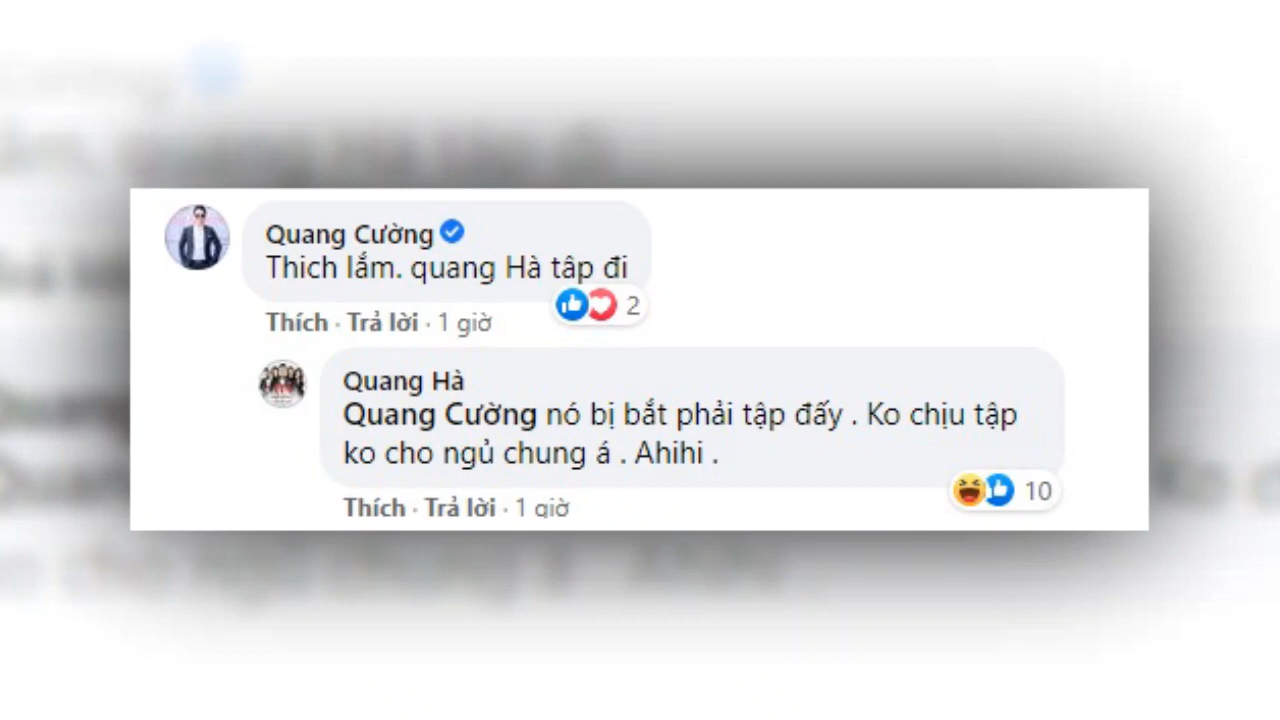 Quang Cường
Thich lắm. quang Hà tâp đi
2
Thích · Trả lời · 1 giờ
Quang Hà
Quang Cường nó bị bắt phải tập đấy . Ko chịu tập
ko cho ngủ chung á . Ahihi .
10
Thích · Trả lời · 1 giờ